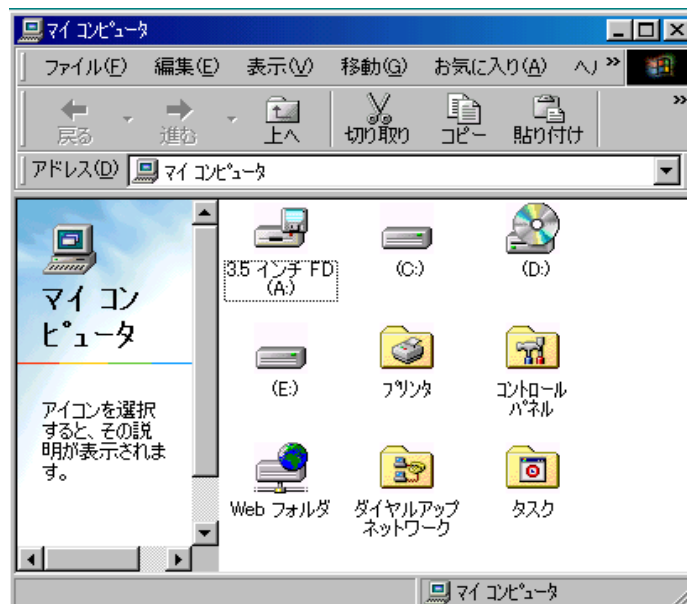 マイ コンピュータ
ファイル(F) 編集(E) 表示(V) 移動(G) お気に入り(A) ヘル »
戻る 進む 上へ 切り取り コピー 貼り付け »
アドレス(D) マイ コンピュータ
マイ コン
ピュータ
アイコンを選択
すると、その説
明が表示されま
す。
3.5 インチ FD
(A:)
(C:)
(D:)
(E:)
プリンタ
コントロール
パネル
Web フォルダ
ダイヤルアップ
ネットワーク
タスク
マイ コンピュータ